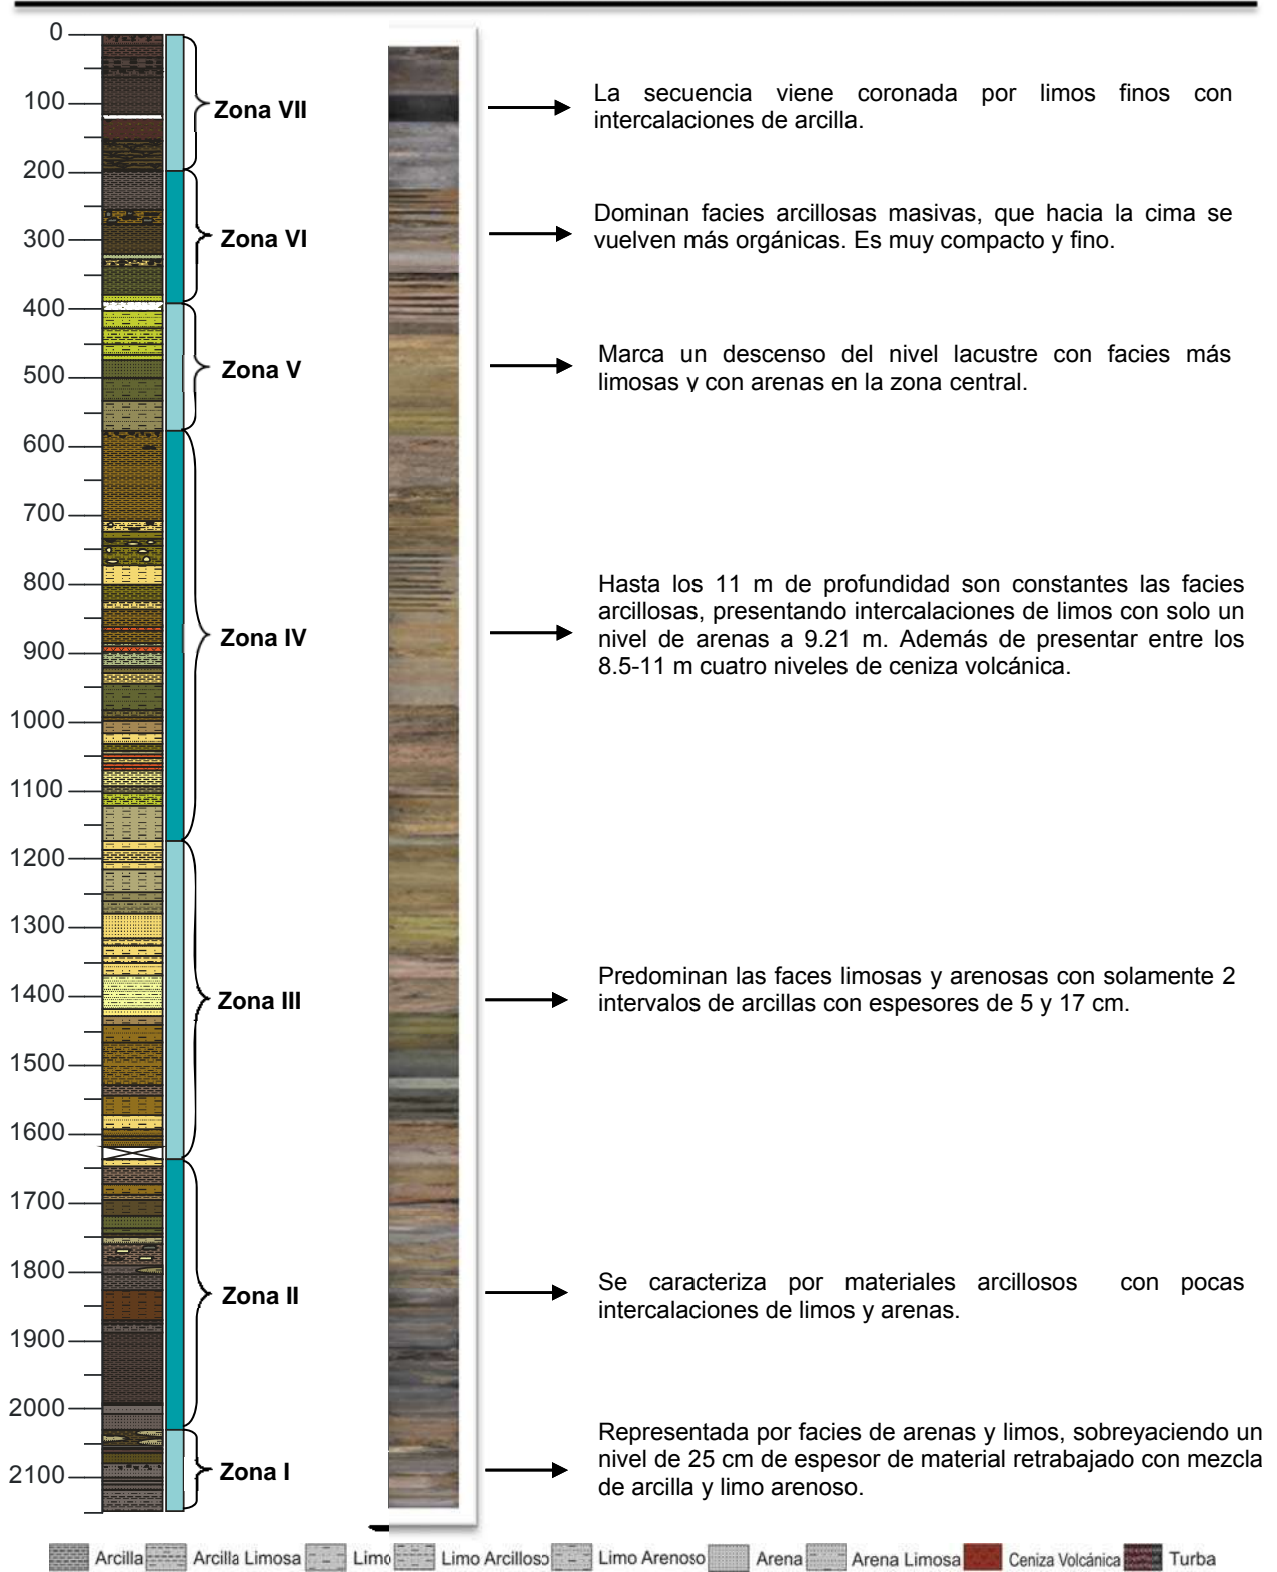 0
100
200
300
400
500
600
700
800
900
1000
1100
1200
1300
1400
1500
1600
1700
1800
1900
2000
2100
Zona VII
La secuencia viene coronada por limos finos con
intercalaciones de arcilla.
Zona VI
Dominan facies arcillosas masivas, que hacia la cima se
vuelven más orgánicas. Es muy compacto y fino.
Zona V
Marca un descenso del nivel lacustre con facies más
limosas y con arenas en la zona central.
Zona IV
Hasta los 11 m de profundidad son constantes las facies
arcillosas, presentando intercalaciones de limos con solo un
nivel de arenas a 9.21 m. Además de presentar entre los
8.5-11 m cuatro niveles de ceniza volcánica.
Zona III
Predominan las faces limosas y arenosas con solamente 2
intervalos de arcillas con espesores de 5 y 17 cm.
Zona II
Se caracteriza por materiales arcillosos con pocas
intercalaciones de limos y arenas.
Zona I
Representada por facies de arenas y limos, sobreyaciendo un
nivel de 25 cm de espesor de material retrabajado con mezcla
de arcilla y limo arenoso.
Arcilla Arcilla Limosa Limo Limo Arcilloso Limo Arenoso Arena Arena Limosa Ceniza Volcánica Turba